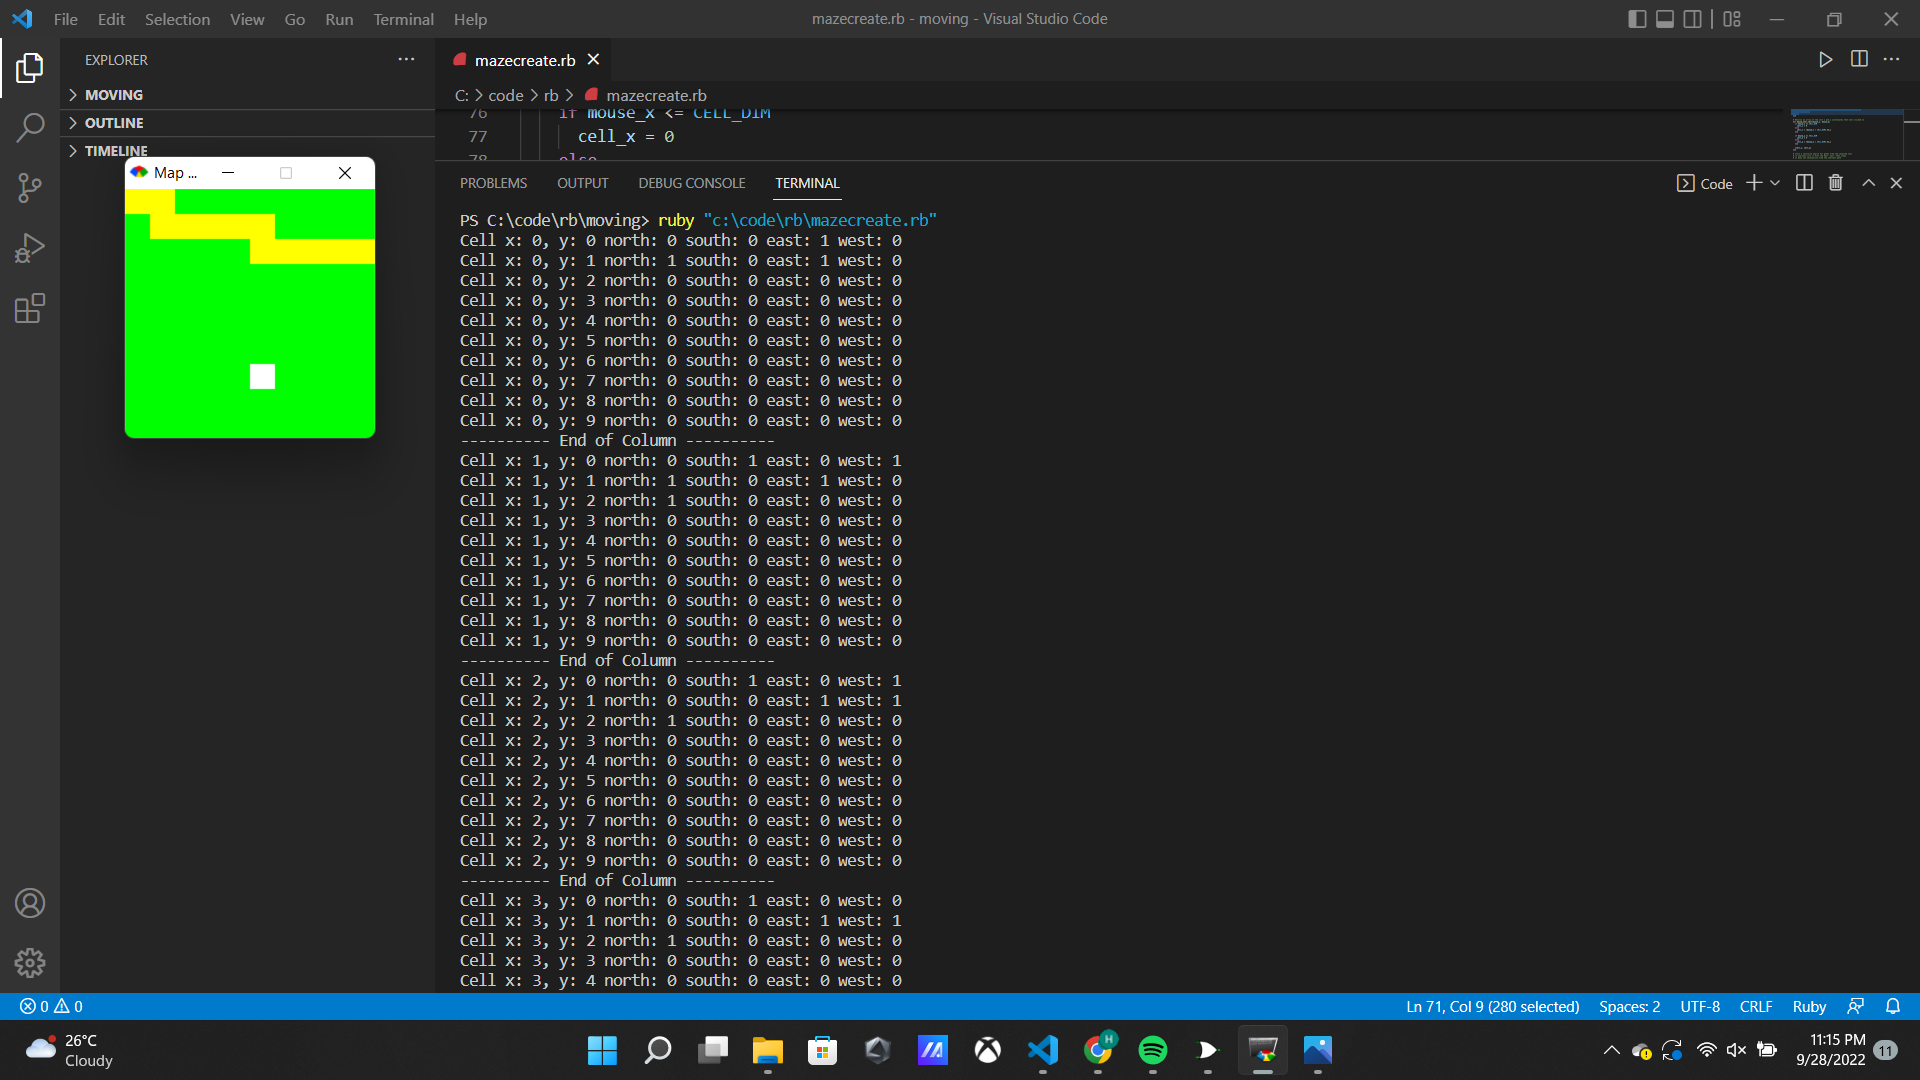 File Edit Selection View Go Run Terminal Help
mazecreate.rb - moving - Visual Studio Code
EXPLORER
MOVING
OUTLINE
TIMELINE
Map ...
mazecreate.rb
C: > code > rb > mazecreate.rb
76 if mouse_x <= CELL_DIM
77 cell_x = 0
78 else
PROBLEMS OUTPUT DEBUG CONSOLE TERMINAL
Code
PS C:\code\rb\moving> ruby "c:\code\rb\mazecreate.rb"
Cell x: 0, y: 0 north: 0 south: 0 east: 1 west: 0
Cell x: 0, y: 1 north: 1 south: 0 east: 1 west: 0
Cell x: 0, y: 2 north: 0 south: 0 east: 0 west: 0
Cell x: 0, y: 3 north: 0 south: 0 east: 0 west: 0
Cell x: 0, y: 4 north: 0 south: 0 east: 0 west: 0
Cell x: 0, y: 5 north: 0 south: 0 east: 0 west: 0
Cell x: 0, y: 6 north: 0 south: 0 east: 0 west: 0
Cell x: 0, y: 7 north: 0 south: 0 east: 0 west: 0
Cell x: 0, y: 8 north: 0 south: 0 east: 0 west: 0
Cell x: 0, y: 9 north: 0 south: 0 east: 0 west: 0
---------- End of Column ----------
Cell x: 1, y: 0 north: 0 south: 1 east: 0 west: 1
Cell x: 1, y: 1 north: 1 south: 0 east: 1 west: 0
Cell x: 1, y: 2 north: 1 south: 0 east: 0 west: 0
Cell x: 1, y: 3 north: 0 south: 0 east: 0 west: 0
Cell x: 1, y: 4 north: 0 south: 0 east: 0 west: 0
Cell x: 1, y: 5 north: 0 south: 0 east: 0 west: 0
Cell x: 1, y: 6 north: 0 south: 0 east: 0 west: 0
Cell x: 1, y: 7 north: 0 south: 0 east: 0 west: 0
Cell x: 1, y: 8 north: 0 south: 0 east: 0 west: 0
Cell x: 1, y: 9 north: 0 south: 0 east: 0 west: 0
---------- End of Column ----------
Cell x: 2, y: 0 north: 0 south: 1 east: 0 west: 1
Cell x: 2, y: 1 north: 0 south: 0 east: 1 west: 1
Cell x: 2, y: 2 north: 1 south: 0 east: 0 west: 0
Cell x: 2, y: 3 north: 0 south: 0 east: 0 west: 0
Cell x: 2, y: 4 north: 0 south: 0 east: 0 west: 0
Cell x: 2, y: 5 north: 0 south: 0 east: 0 west: 0
Cell x: 2, y: 6 north: 0 south: 0 east: 0 west: 0
Cell x: 2, y: 7 north: 0 south: 0 east: 0 west: 0
Cell x: 2, y: 8 north: 0 south: 0 east: 0 west: 0
Cell x: 2, y: 9 north: 0 south: 0 east: 0 west: 0
---------- End of Column ----------
Cell x: 3, y: 0 north: 0 south: 1 east: 0 west: 0
Cell x: 3, y: 1 north: 0 south: 0 east: 1 west: 1
Cell x: 3, y: 2 north: 1 south: 0 east: 0 west: 0
Cell x: 3, y: 3 north: 0 south: 0 east: 0 west: 0
Cell x: 3, y: 4 north: 0 south: 0 east: 0 west: 0
0 0
Ln 71, Col 9 (280 selected) Spaces: 2 UTF-8 CRLF Ruby
26°C
Cloudy
H
11:15 PM
9/28/2022
11